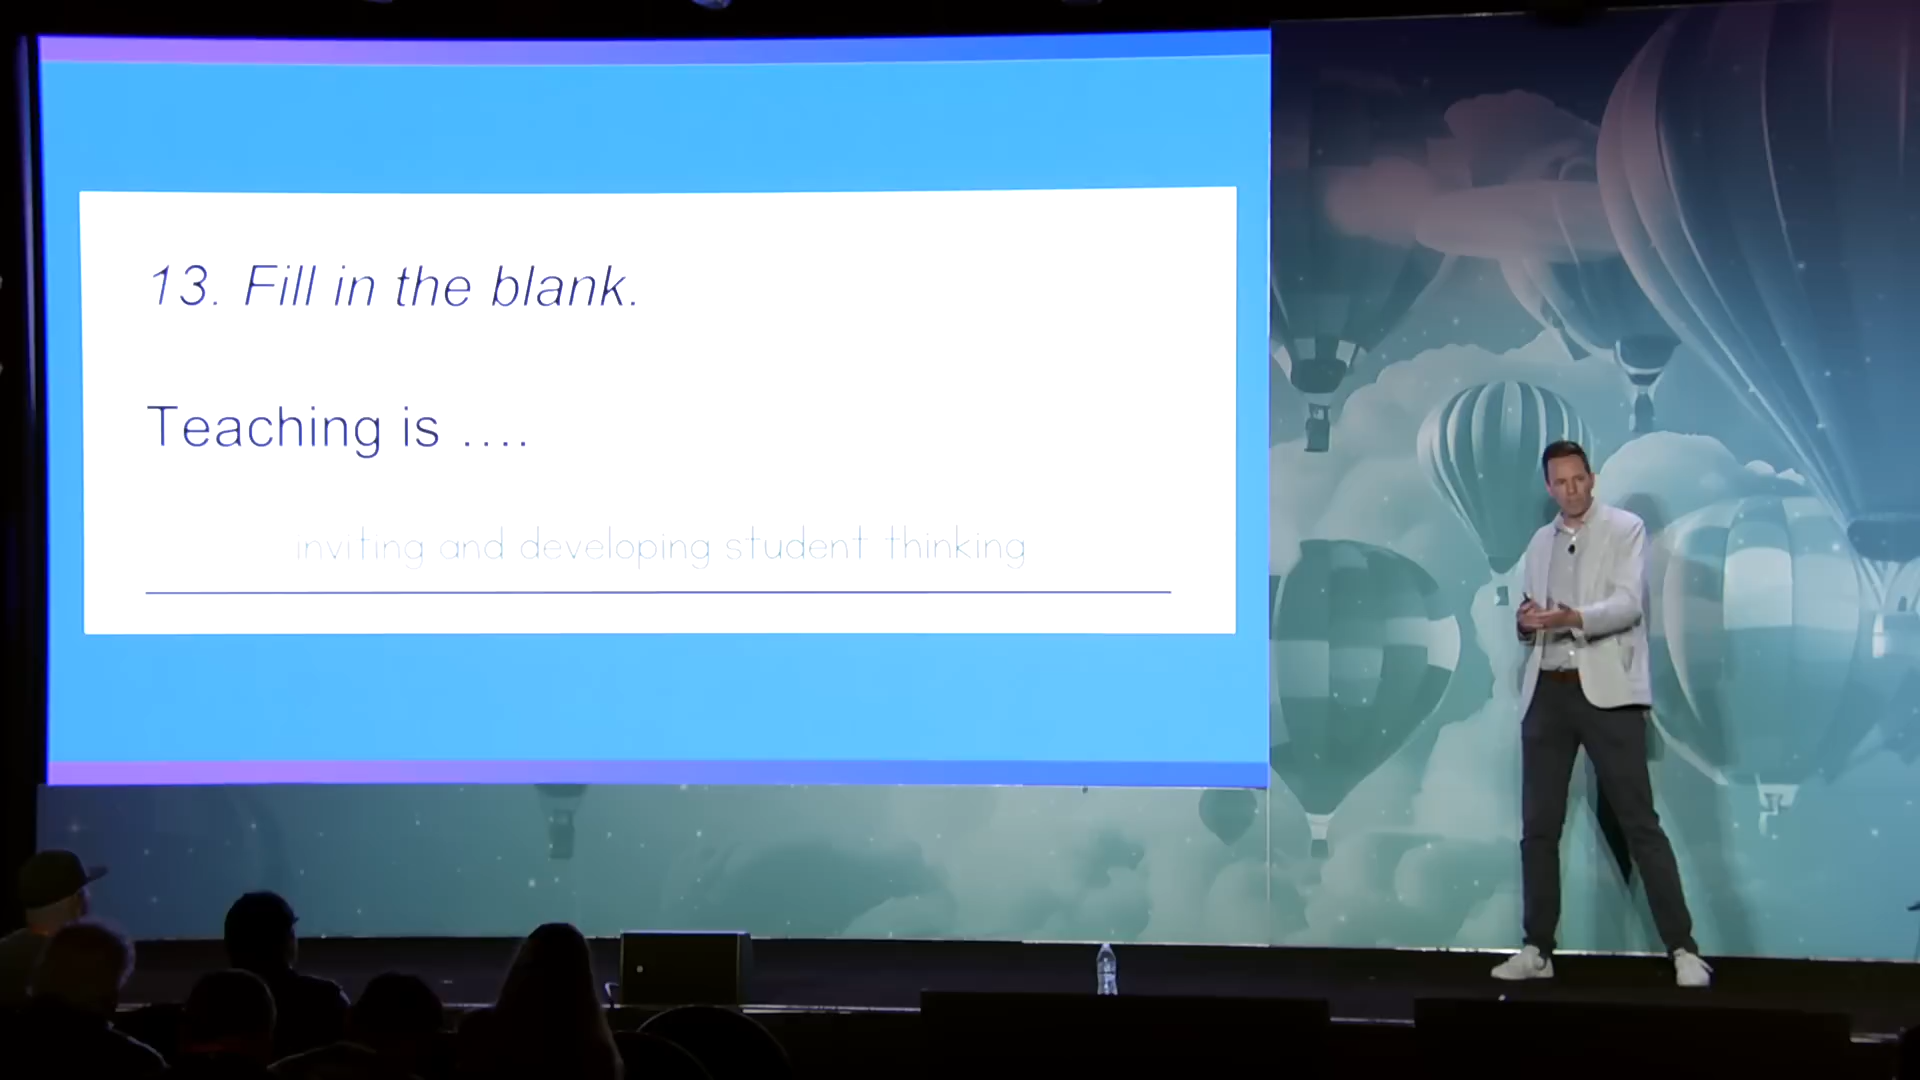 13. Fill in the blank.
Teaching is ....
inviting and developing student thinking